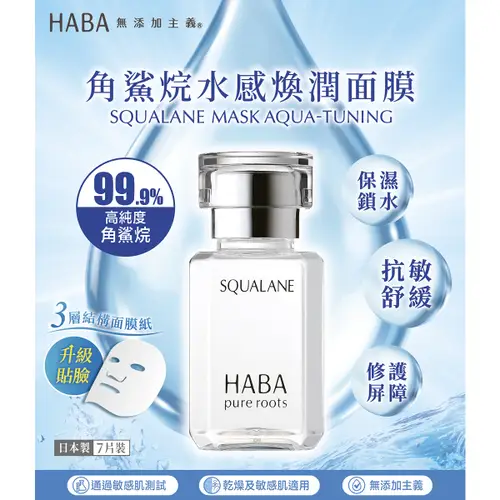 HABA 無添加主義®
角鯊烷水感煥潤面膜
SQUALANE MASK AQUA-TUNING
99.9%
高純度
角鯊烷
保濕
鎖水
抗敏
舒緩
修護
屏障
SQUALANE
HABA
pure roots
3層結構面膜紙
升級
貼臉
日本製 7片裝
通過敏感肌測試
乾燥及敏感肌適用
無添加主義